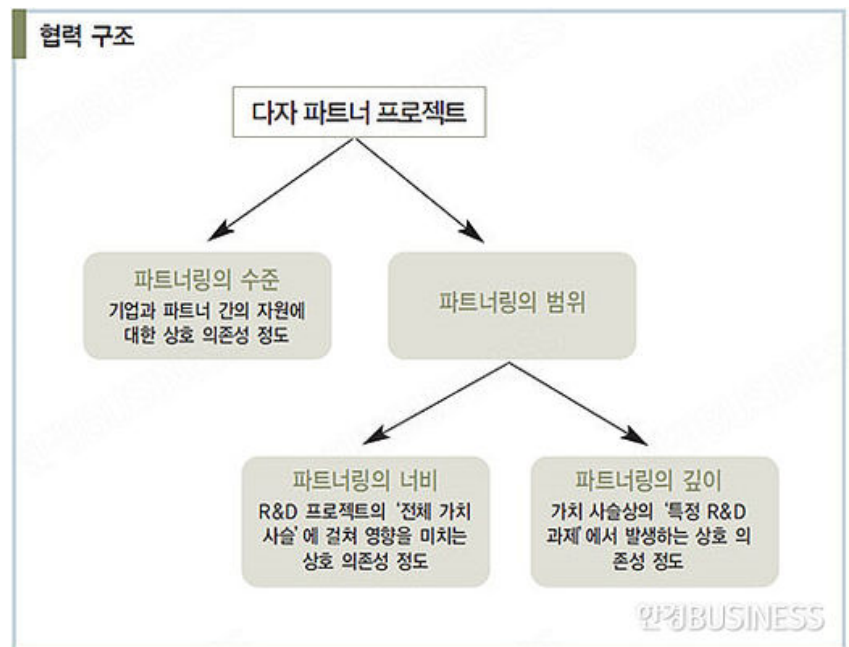 협력 구조
다자 파트너 프로젝트
파트너링의 수준
기업과 파트너 간의 자원에
대한 상호 의존성 정도
파트너링의 범위
파트너링의 너비
R&D 프로젝트의 '전체 가치
사슬'에 걸쳐 영향을 미치는
상호 의존성 정도
파트너링의 깊이
가치 사슬상의 '특정 R&D
과제'에서 발생하는 상호 의
존성 정도
한경BUSINESS